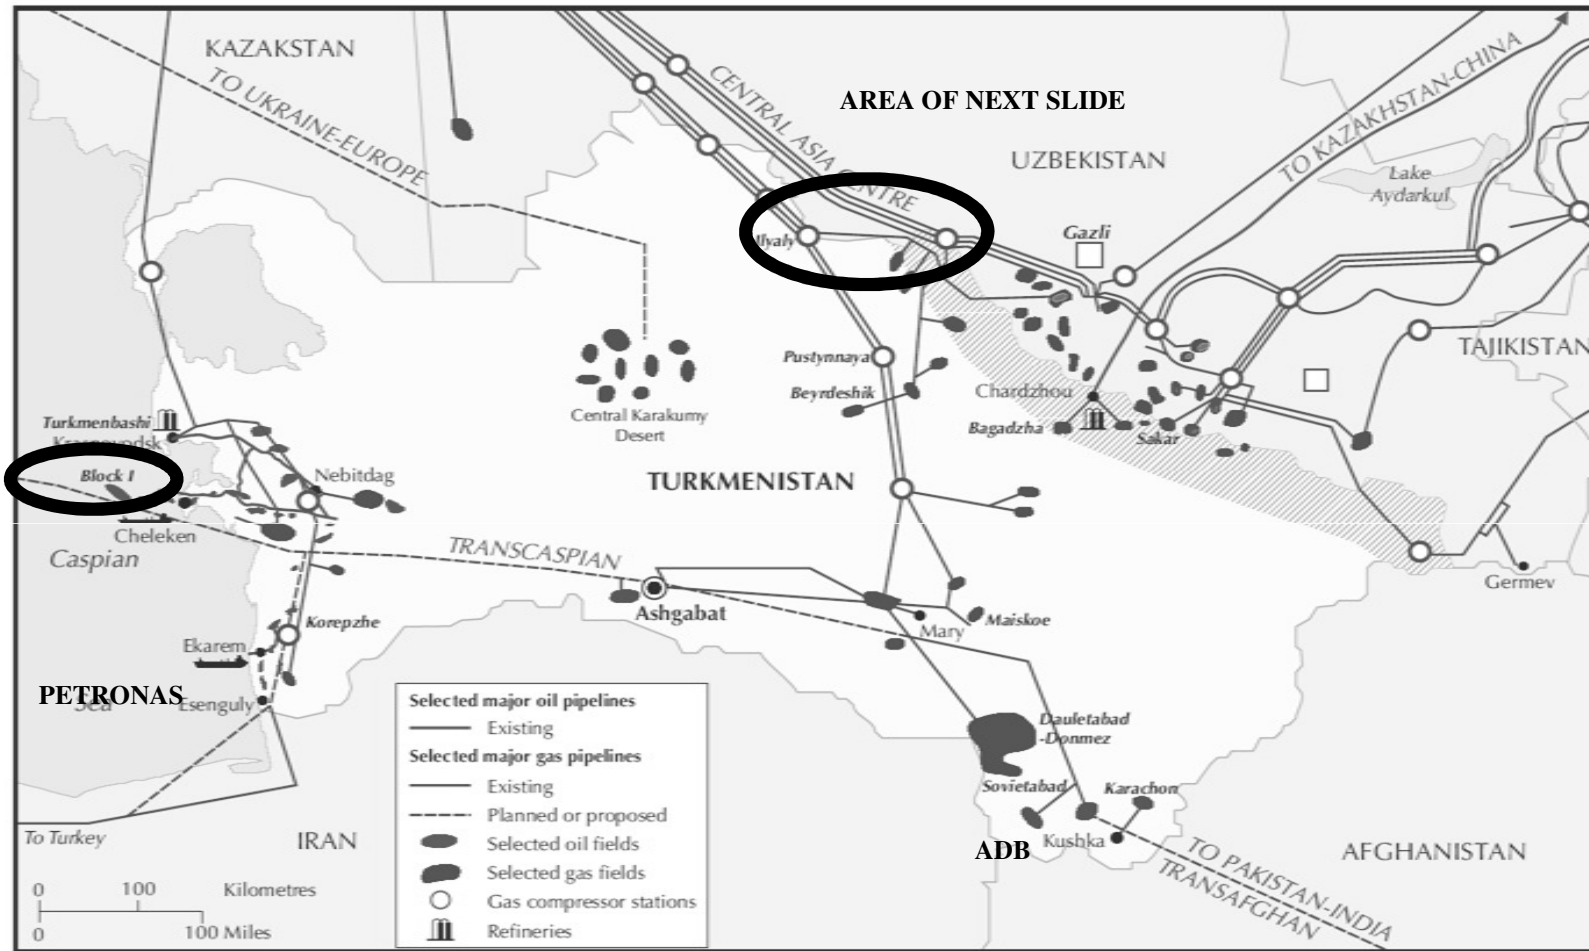 KAZAKSTAN
TO UKRAINE-EUROPE
CENTRAL ASIA CENTRE
AREA OF NEXT SLIDE
UZBEKISTAN
TO KAZAKHSTAN-CHINA
Lake
Aydarkul
Ilyaly
Gazli
Pustynnaya
Beyrdeshik
Chardzhou
Bagadzha
Sakar
TAJIKISTAN
Central Karakumy
Desert
Turkmenbashi
Krasnovodsk
Block I
Nebitdag
TURKMENISTAN
Cheleken
Caspian
Sea
TRANSCASPIAN
Ashgabat
Mary
Maiskoe
Germev
Korepzhe
Ekarem
PETRONAS
Esenguly
Dauletabad
-Donmez
Sovietabad
Karachon
Kushka
ADB
TO PAKISTAN-INDIA
TRANSAFGHAN
AFGHANISTAN
IRAN
To Turkey
0 100 Kilometres
0 100 Miles
Selected major oil pipelines
Existing
Selected major gas pipelines
Existing
Planned or proposed
Selected oil fields
Selected gas fields
Gas compressor stations
Refineries